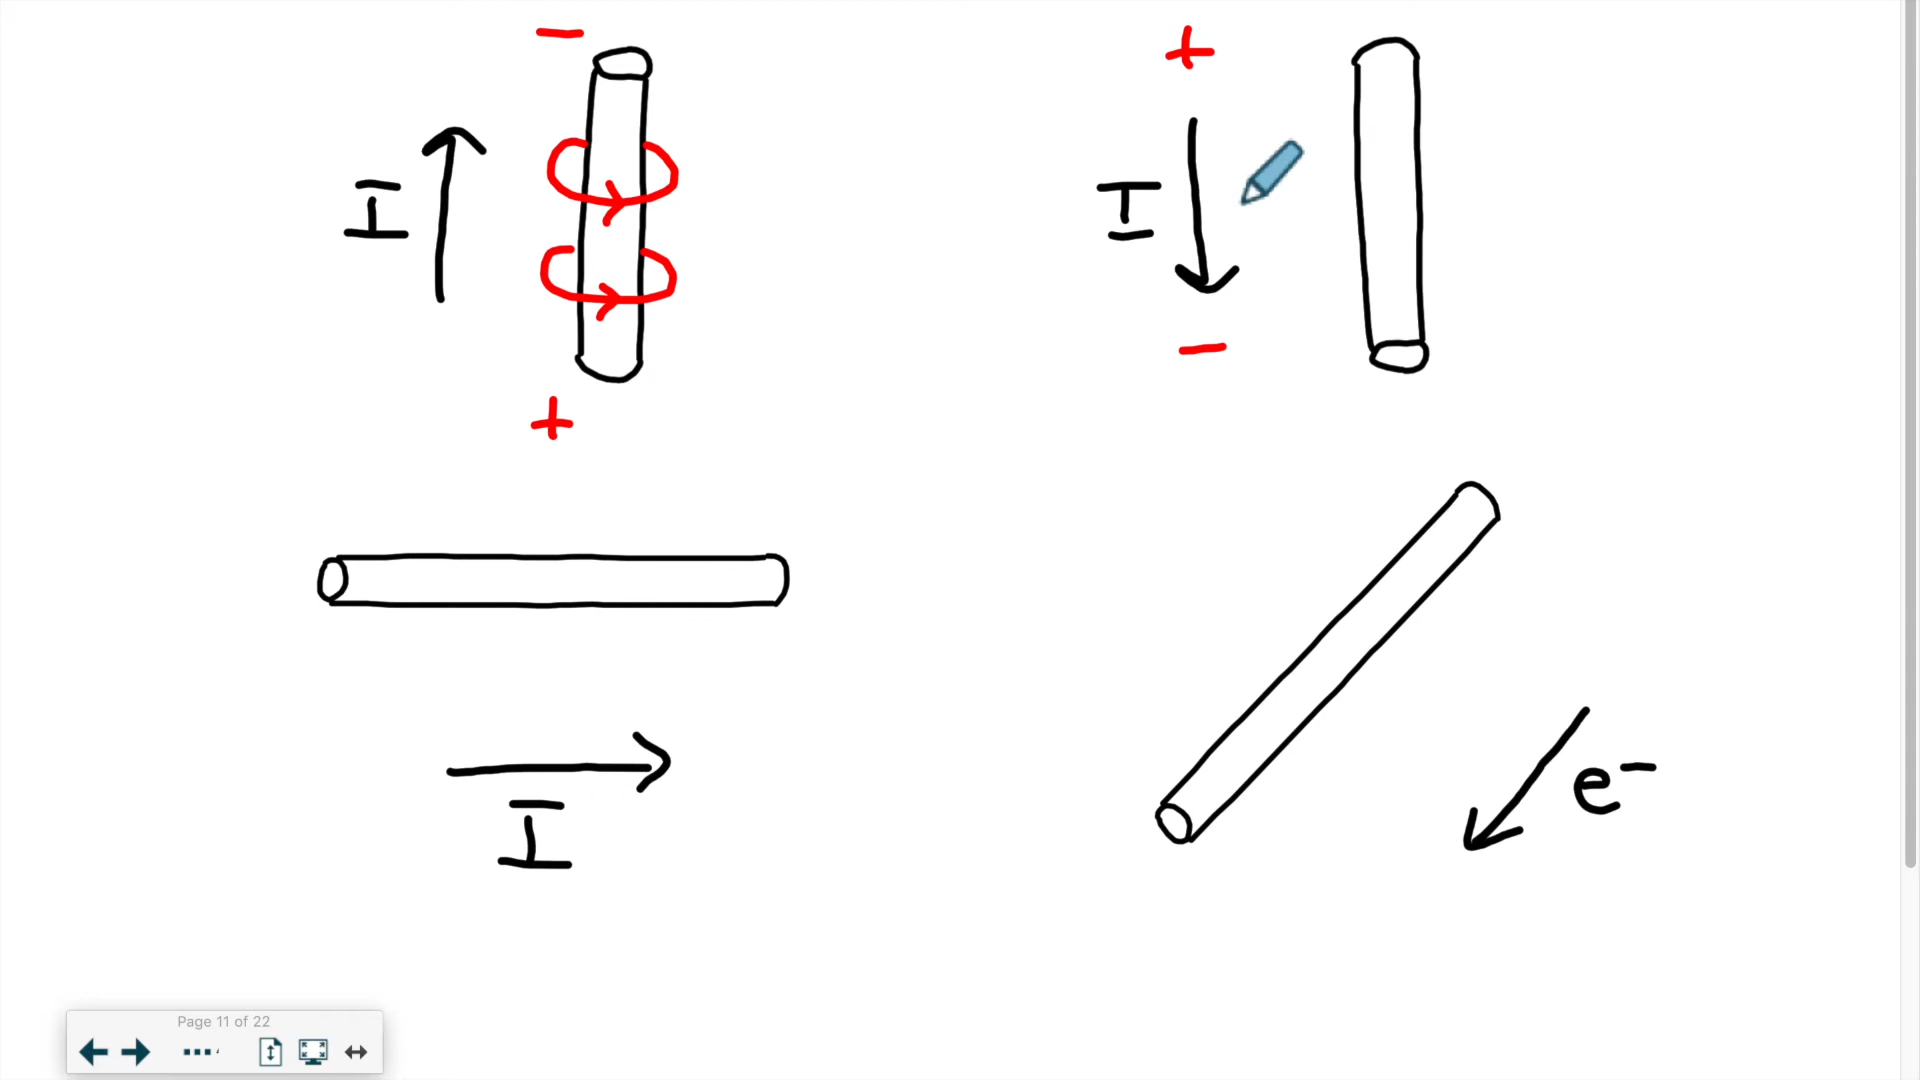 -
+
I
I
-
+
I
e⁻
Page 11 of 22